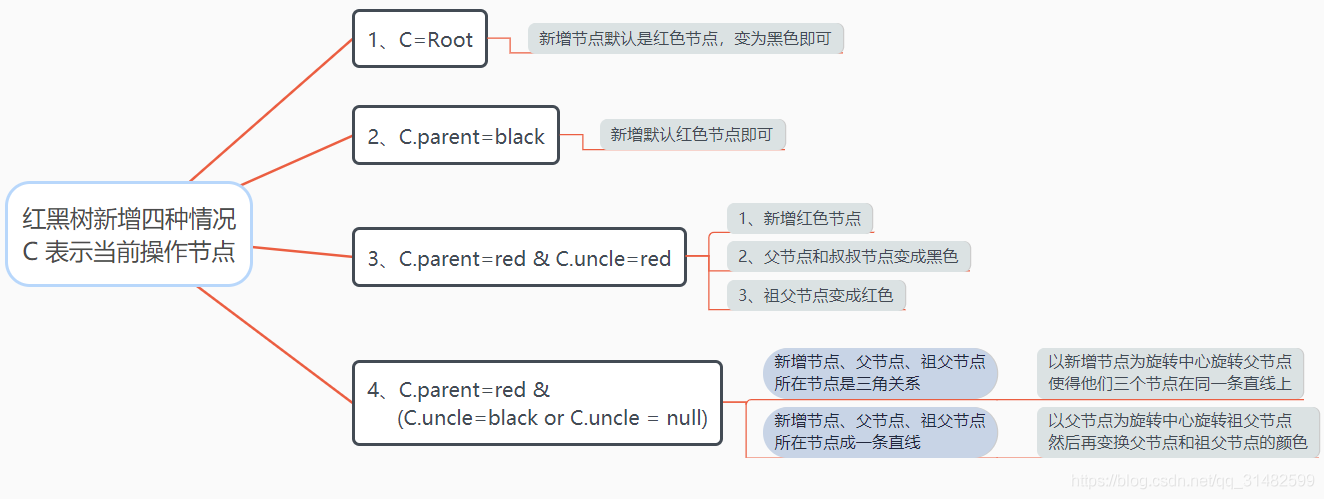 红黑树新增四种情况
C 表示当前操作节点
1、C=Root
新增节点默认是红色节点，变为黑色即可
2、C.parent=black
新增默认红色节点即可
3、C.parent=red & C.uncle=red
1、新增红色节点
2、父节点和叔叔节点变成黑色
3、祖父节点变成红色
4、C.parent=red &
(C.uncle=black or C.uncle = null)
新增节点、父节点、祖父节点
所在节点是三角关系
以新增节点为旋转中心旋转父节点
使得他们三个节点在同一条直线上
新增节点、父节点、祖父节点
所在节点成一条直线
以父节点为旋转中心旋转祖父节点
然后再变换父节点和祖父节点的颜色
https://blog.csdn.net/qq_31482599